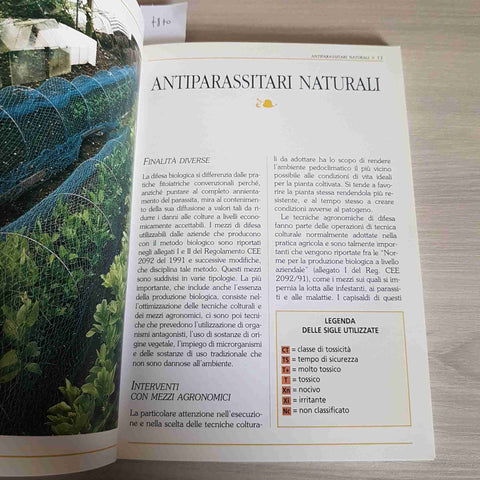 ANTIPARASSITARI NATURALI
ANTIPARASSITARI NATURALI
FINALITÀ DIVERSE
La difesa biologica si differenzia dalle pra-
tiche fitoiatriche convenzionali perché,
anziché puntare al completo annienta-
mento del parassita, mira al contenimen-
to della sua diffusione a valori tali da ri-
durre i danni alle colture a livelli econo-
micamente accettabili. I mezzi di difesa
utilizzabili dalle aziende che producono
con il metodo biologico sono riportati
negli allegati I e II del Regolamento CEE
2092 del 1991 e successive modifiche,
che disciplina tale metodo. Questi mezzi
sono suddivisi in varie tipologie. La più
importante, che include anche l'essenza
della produzione biologica, consiste nel-
l'ottimizzazione delle tecniche colturali e
dei mezzi agronomici, ci sono poi tecni-
che che prevedono l'utilizzazione di orga-
nismi antagonisti, l'uso di sostanze di ori-
gine vegetale, l'impiego di microrganismi
e delle sostanze di uso tradizionale che
non sono dannose all'ambiente.
INTERVENTI
CON MEZZI AGRONOMICI
La particolare attenzione nell'esecuzio-
ne e nella scelta delle tecniche coltura-
li da adottare ha lo scopo di rendere
l'ambiente pedoclimatico il più vicino
possibile alle condizioni di vita ideali
per la pianta coltivata. Si tende a favo-
rire la pianta stessa rendendola più re-
sistente, e al tempo stesso a creare
condizioni avverse al patogeno.
Le tecniche agronomiche di difesa
fanno parte delle operazioni di tecnica
colturale normalmente adottate nella
pratica agricola e sono talmente impor-
tanti che vengono riportate fra le "Nor-
me per la produzione biologica a livello
aziendale" (allegato I del Reg. CEE
2092/91), come i mezzi sui quali si im-
pernia la lotta alle infestanti, ai parassi-
ti e alle malattie. I capisaldi di questi
LEGENDA
DELLE SIGLE UTILIZZATE
CT = classe di tossicità
TS = tempo di sicurezza
T+ = molto tossico
T = tossico
Xn = nocivo
Xi = irritante
Nc = non classificato